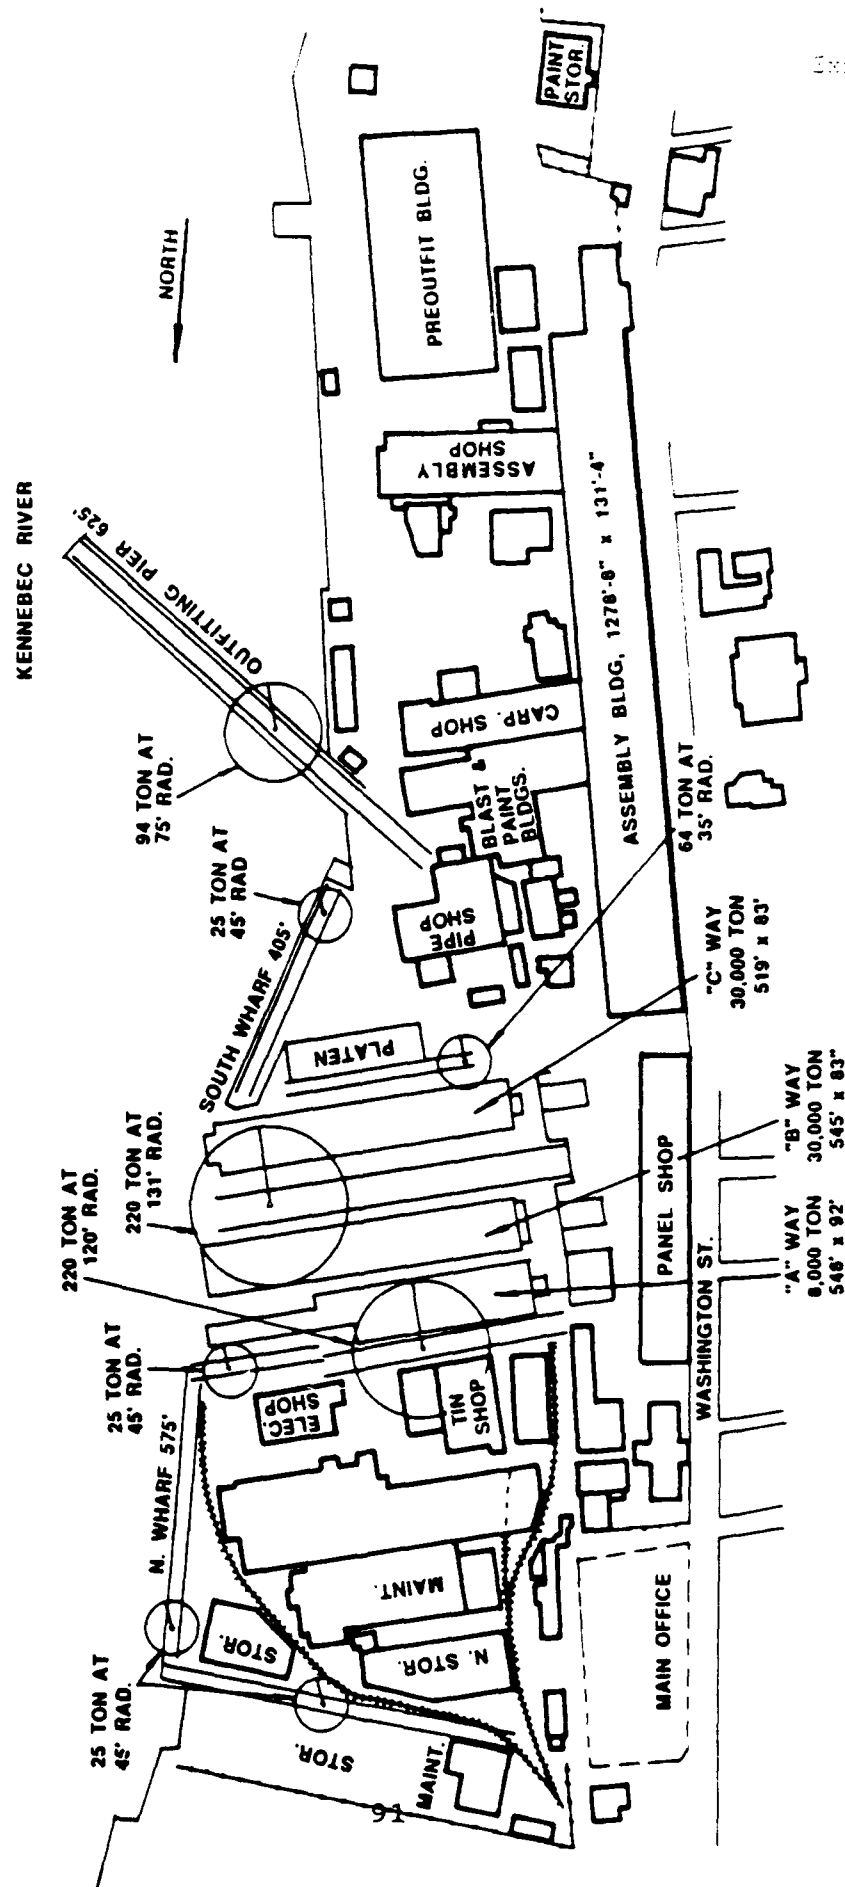 PAINT
STOR.
PREOUTFIT BLDG.
NORTH
KENNEBEC RIVER
ASSEMBLY
SHOP
OUTFITTING PIER 625'
ASSEMBLY BLDG, 1278'-8" x 131'-4"
CARP. SHOP
94 TON AT
75' RAD.
BLAST &
PAINT
BLDGS.
64 TON AT
35' RAD.
25 TON AT
45' RAD
PIPE
SHOP
SOUTH WHARF 405'
"C" WAY
30,000 TON
519' x 83'
PLATEN
220 TON AT
131' RAD.
220 TON AT
120' RAD.
PANEL SHOP
"B" WAY
30,000 TON
545' x 83"
"A" WAY
8,000 TON
546' x 92'
WASHINGTON ST.
25 TON AT
45' RAD.
ELEC.
SHOP
TIN
SHOP
N. WHARF 575'
MAINT.
STOR.
N. STOR.
MAIN OFFICE
25 TON AT
45' RAD.
STOR.
MAINT.
91